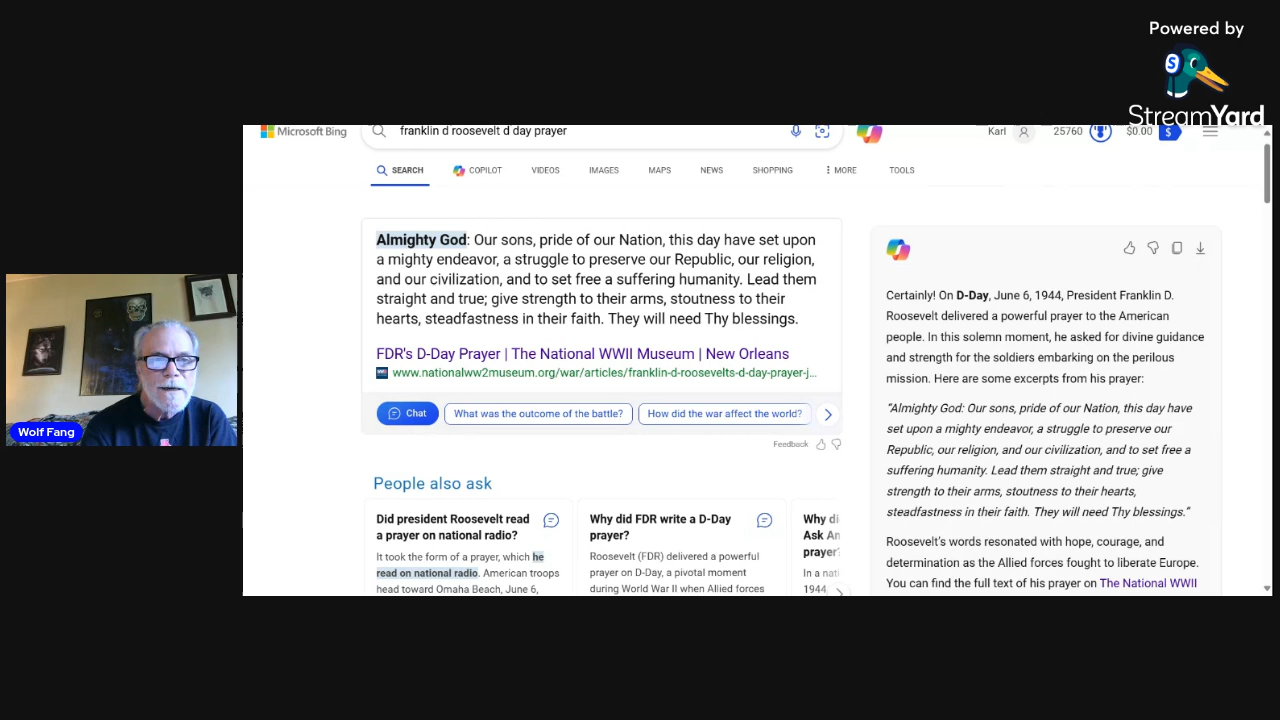 Powered by
StreamYard
Microsoft Bing
franklin d roosevelt d day prayer
Karl
25760
$0.00
SEARCH
COPILOT
VIDEOS
IMAGES
MAPS
NEWS
SHOPPING
MORE
TOOLS
Almighty God: Our sons, pride of our Nation, this day have set upon
a mighty endeavor, a struggle to preserve our Republic, our religion,
and our civilization, and to set free a suffering humanity. Lead them
straight and true; give strength to their arms, stoutness to their
hearts, steadfastness in their faith. They will need Thy blessings.
FDR's D-Day Prayer | The National WWII Museum | New Orleans
www.nationalww2museum.org/war/articles/franklin-d-roosevelts-d-day-prayer-j...
Chat
What was the outcome of the battle?
How did the war affect the world?
Feedback
People also ask
Did president Roosevelt read
a prayer on national radio?
It took the form of a prayer, which he
read on national radio. American troops
head toward Omaha Beach, June 6,
Why did FDR write a D-Day
prayer?
Roosevelt (FDR) delivered a powerful
prayer on D-Day, a pivotal moment
during World War II when Allied forces
Why di
Ask An
prayer?
In a nati
1944,
Certainly! On D-Day, June 6, 1944, President Franklin D.
Roosevelt delivered a powerful prayer to the American
people. In this solemn moment, he asked for divine guidance
and strength for the soldiers embarking on the perilous
mission. Here are some excerpts from his prayer:
“Almighty God: Our sons, pride of our Nation, this day have
set upon a mighty endeavor, a struggle to preserve our
Republic, our religion, and our civilization, and to set free a
suffering humanity. Lead them straight and true; give
strength to their arms, stoutness to their hearts,
steadfastness in their faith. They will need Thy blessings.”
Roosevelt’s words resonated with hope, courage, and
determination as the Allied forces fought to liberate Europe.
You can find the full text of his prayer on The National WWII
Wolf Fang